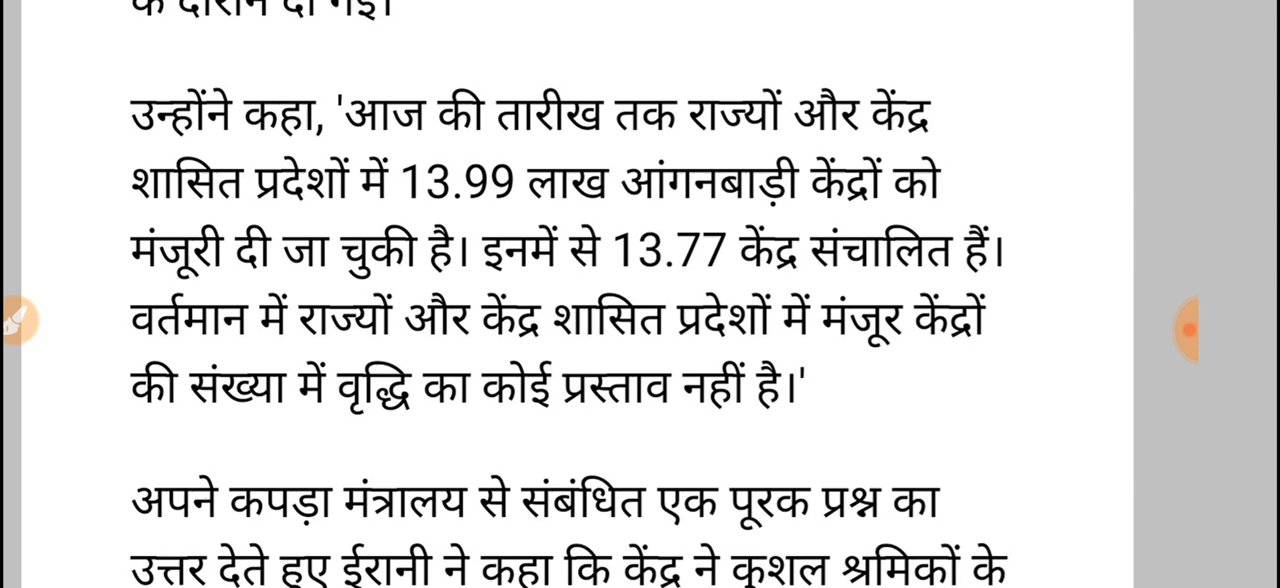 के दौरान दी गई।
उन्होंने कहा, 'आज की तारीख तक राज्यों और केंद्र
शासित प्रदेशों में 13.99 लाख आंगनबाड़ी केंद्रों को
मंजूरी दी जा चुकी है। इनमें से 13.77 केंद्र संचालित हैं।
वर्तमान में राज्यों और केंद्र शासित प्रदेशों में मंजूर केंद्रों
की संख्या में वृद्धि का कोई प्रस्ताव नहीं है।'
अपने कपड़ा मंत्रालय से संबंधित एक पूरक प्रश्न का
उत्तर देते हुए ईरानी ने कहा कि केंद्र ने कुशल श्रमिकों के